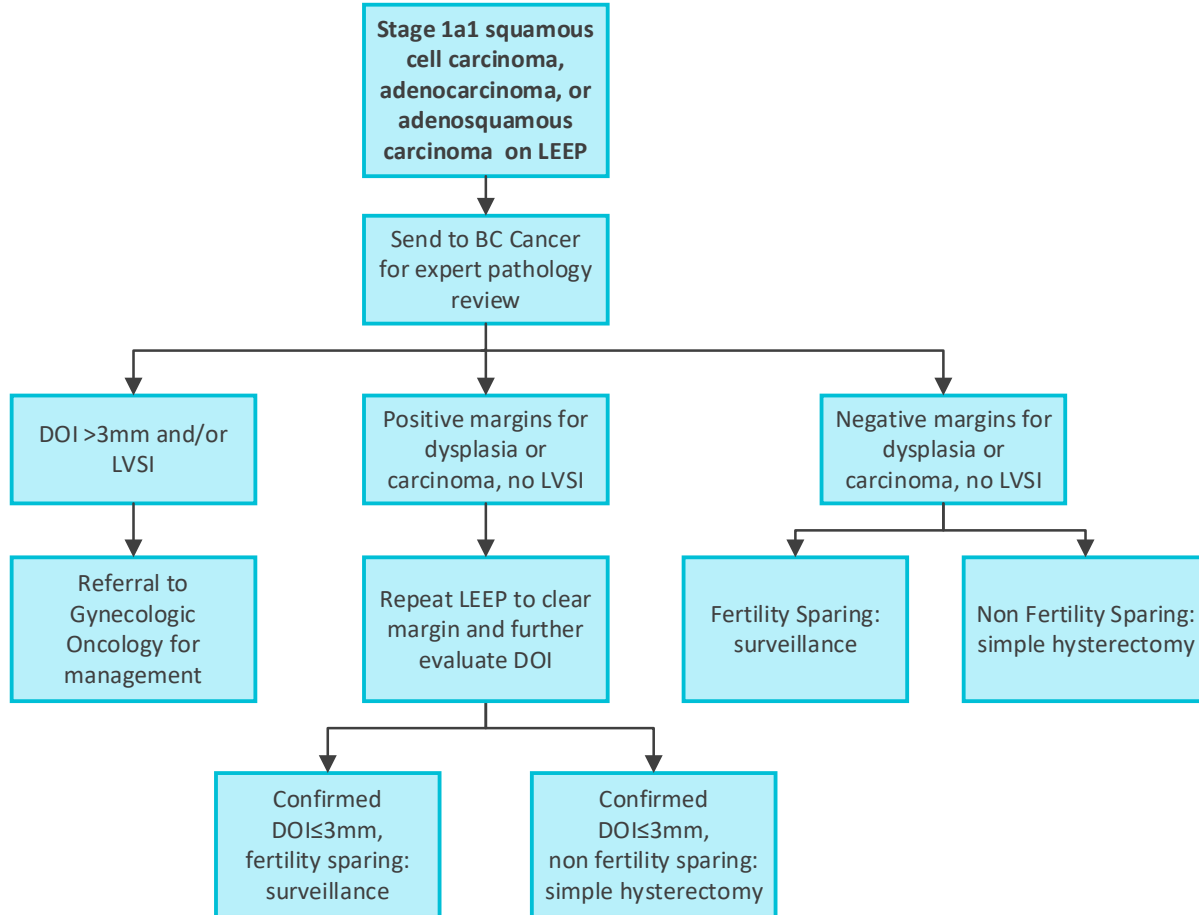 Stage 1a1 squamous
cell carcinoma,
adenocarcinoma, or
adenosquamous
carcinoma on LEEP
Send to BC Cancer
for expert pathology
review
DOI >3mm and/or
LVSI
Positive margins for
dysplasia or
carcinoma, no LVSI
Negative margins for
dysplasia or
carcinoma, no LVSI
Referral to
Gynecologic
Oncology for
management
Repeat LEEP to clear
margin and further
evaluate DOI
Fertility Sparing:
surveillance
Non Fertility Sparing:
simple hysterectomy
Confirmed
DOI≤3mm,
fertility sparing:
surveillance
Confirmed
DOI≤3mm,
non fertility sparing:
simple hysterectomy